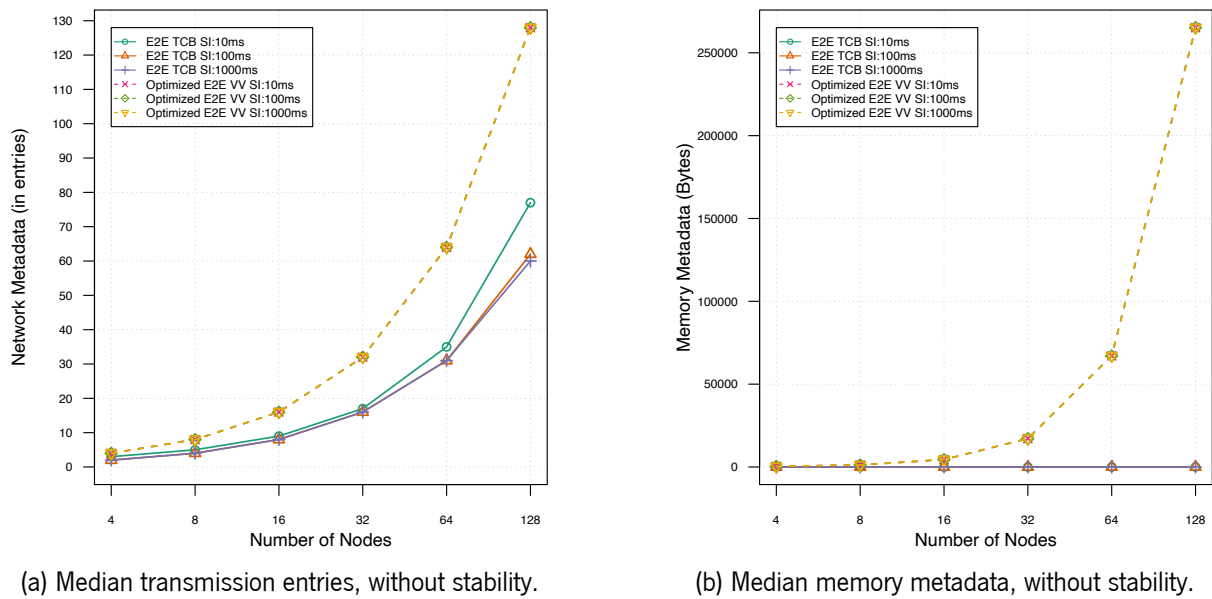 Network Metadata (in entries)
130
120
110
100
90
80
70
60
50
40
30
20
10
0
E2E TCB SI:10ms
E2E TCB SI:100ms
E2E TCB SI:1000ms
Optimized E2E VV SI:10ms
Optimized E2E VV SI:100ms
Optimized E2E VV SI:1000ms
4 8 16 32 64 128
Number of Nodes
(a) Median transmission entries, without stability.
Memory Metadata (Bytes)
250000
200000
150000
100000
50000
0
E2E TCB SI:10ms
E2E TCB SI:100ms
E2E TCB SI:1000ms
Optimized E2E VV SI:10ms
Optimized E2E VV SI:100ms
Optimized E2E VV SI:1000ms
4 8 16 32 64 128
Number of Nodes
(b) Median memory metadata, without stability.